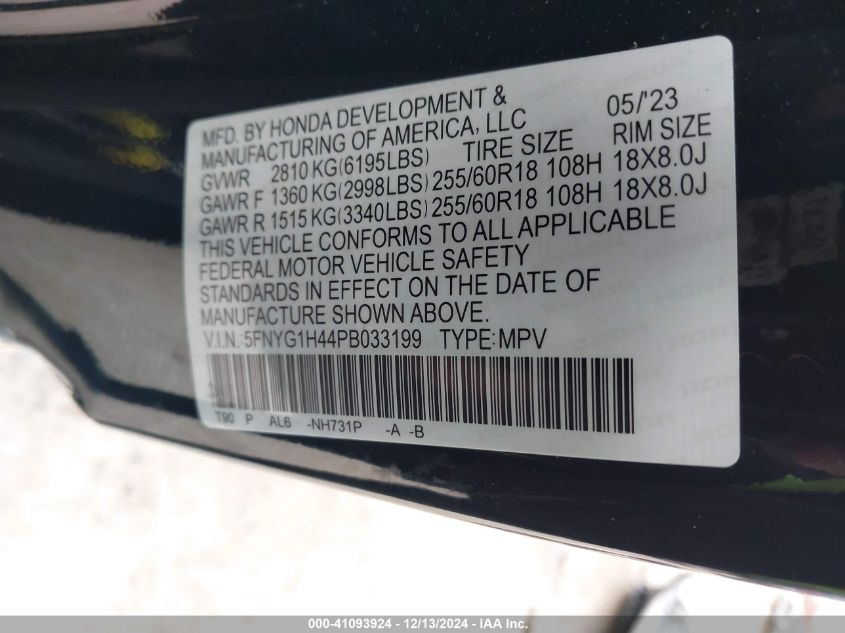 MFD. BY HONDA DEVELOPMENT & 05/'23
MANUFACTURING OF AMERICA, LLC
GVWR 2810 KG(6195LBS) TIRE SIZE RIM SIZE
GAWR F 1360 KG(2998LBS) 255/60R18 108H 18X8.0J
GAWR R 1515 KG(3340LBS) 255/60R18 108H 18X8.0J
THIS VEHICLE CONFORMS TO ALL APPLICABLE
FEDERAL MOTOR VEHICLE SAFETY
STANDARDS IN EFFECT ON THE DATE OF
MANUFACTURE SHOWN ABOVE.
V.I.N.: 5FNYG1H44PB033199 TYPE: MPV
T90 P AL6 -NH731P -A -B
000-41093924 - 12/13/2024 - IAA Inc.